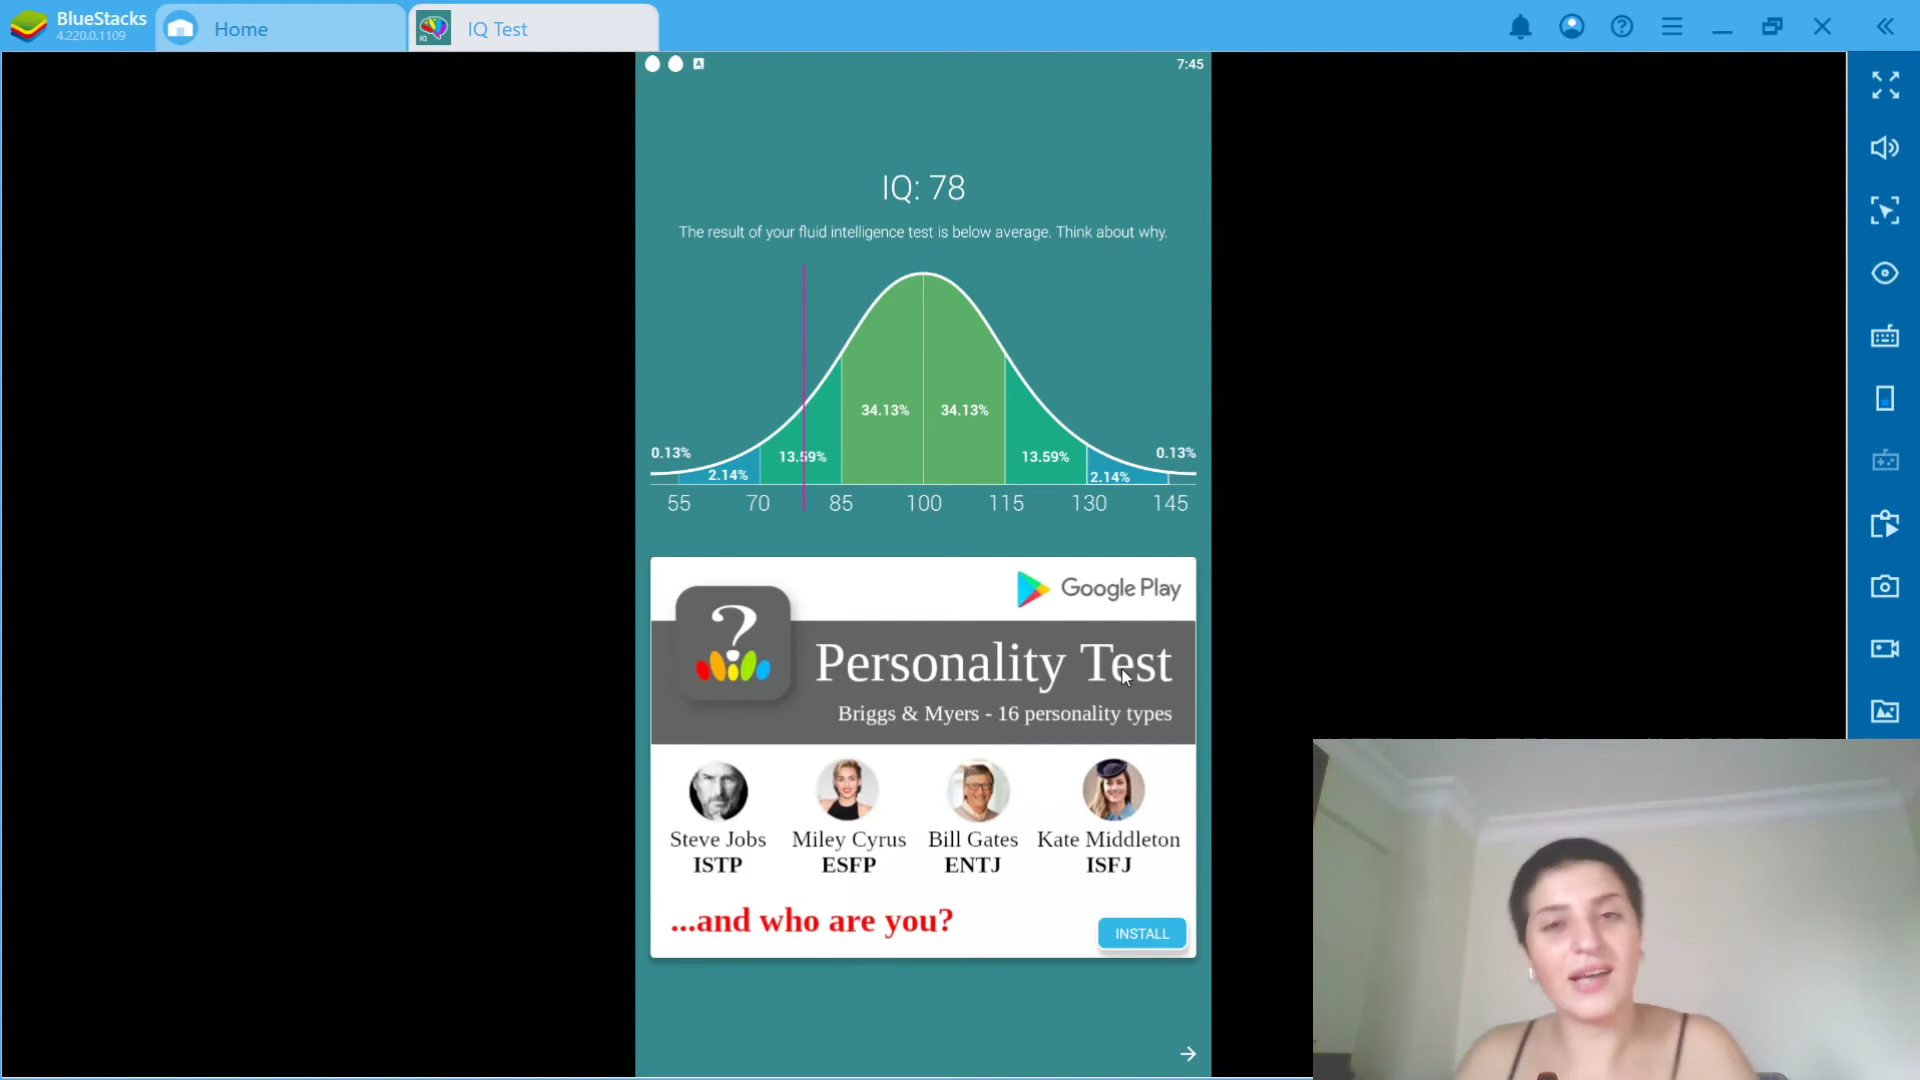 BlueStacks
4.220.0.1109
Home
IQ Test
7:45
IQ: 78
The result of your fluid intelligence test is below average. Think about why.
34.13% 34.13%
0.13% 13.59% 13.59% 0.13%
2.14% 2.14%
55 70 85 100 115 130 145
Google Play
Personality Test
Briggs & Myers - 16 personality types
Steve Jobs Miley Cyrus Bill Gates Kate Middleton
ISTP ESFP ENTJ ISFJ
...and who are you?
INSTALL